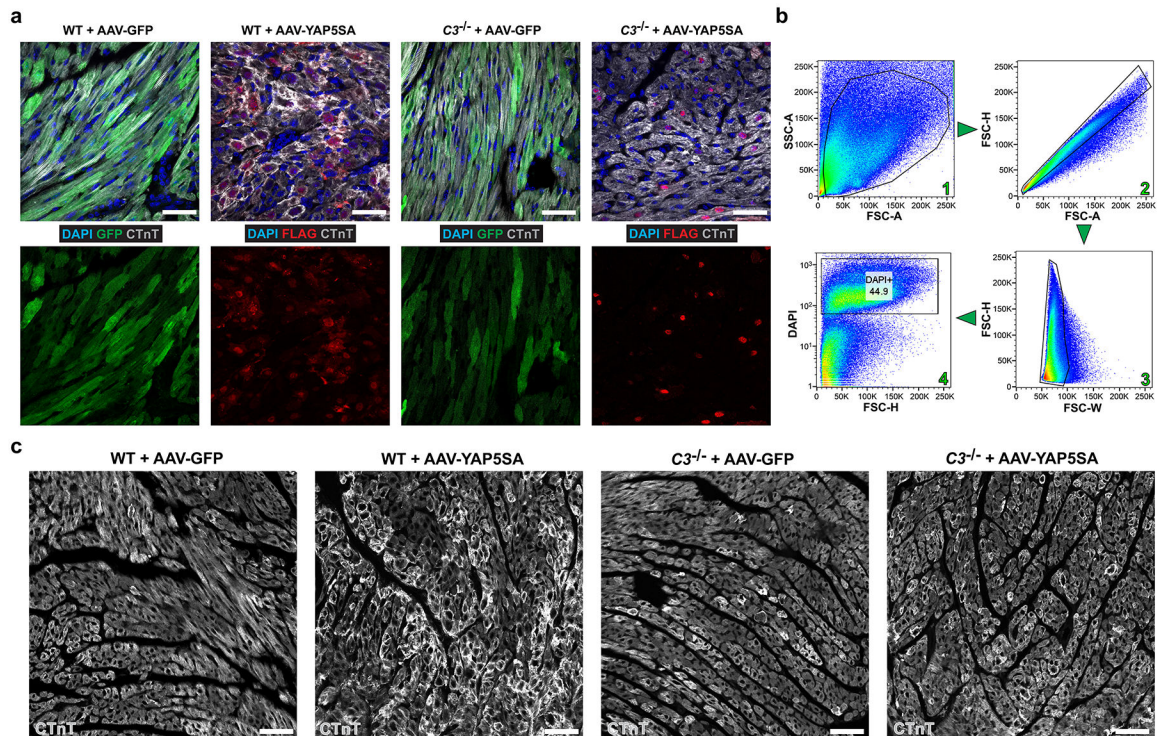 a
WT + AAV-GFP
WT + AAV-YAP5SA
C3-/- + AAV-GFP
C3-/- + AAV-YAP5SA
DAPI GFP CTnT
DAPI FLAG CTnT
DAPI GFP CTnT
DAPI FLAG CTnT
b
250K
200K
150K
100K
50K
0
SSC-A
0 50K 100K 150K 200K 250K
FSC-A
1
250K
200K
150K
100K
50K
0
FSC-H
0 50K 100K 150K 200K 250K
FSC-A
2
10³
10²
10¹
1
DAPI
DAPI+
44.9
50K 100K 150K 200K 250K
FSC-H
4
250K
200K
150K
100K
50K
0
FSC-H
0 50K 100K 150K 200K 250K
FSC-W
3
c
WT + AAV-GFP
WT + AAV-YAP5SA
C3-/- + AAV-GFP
C3-/- + AAV-YAP5SA
CTnT
CTnT
CTnT
CTnT